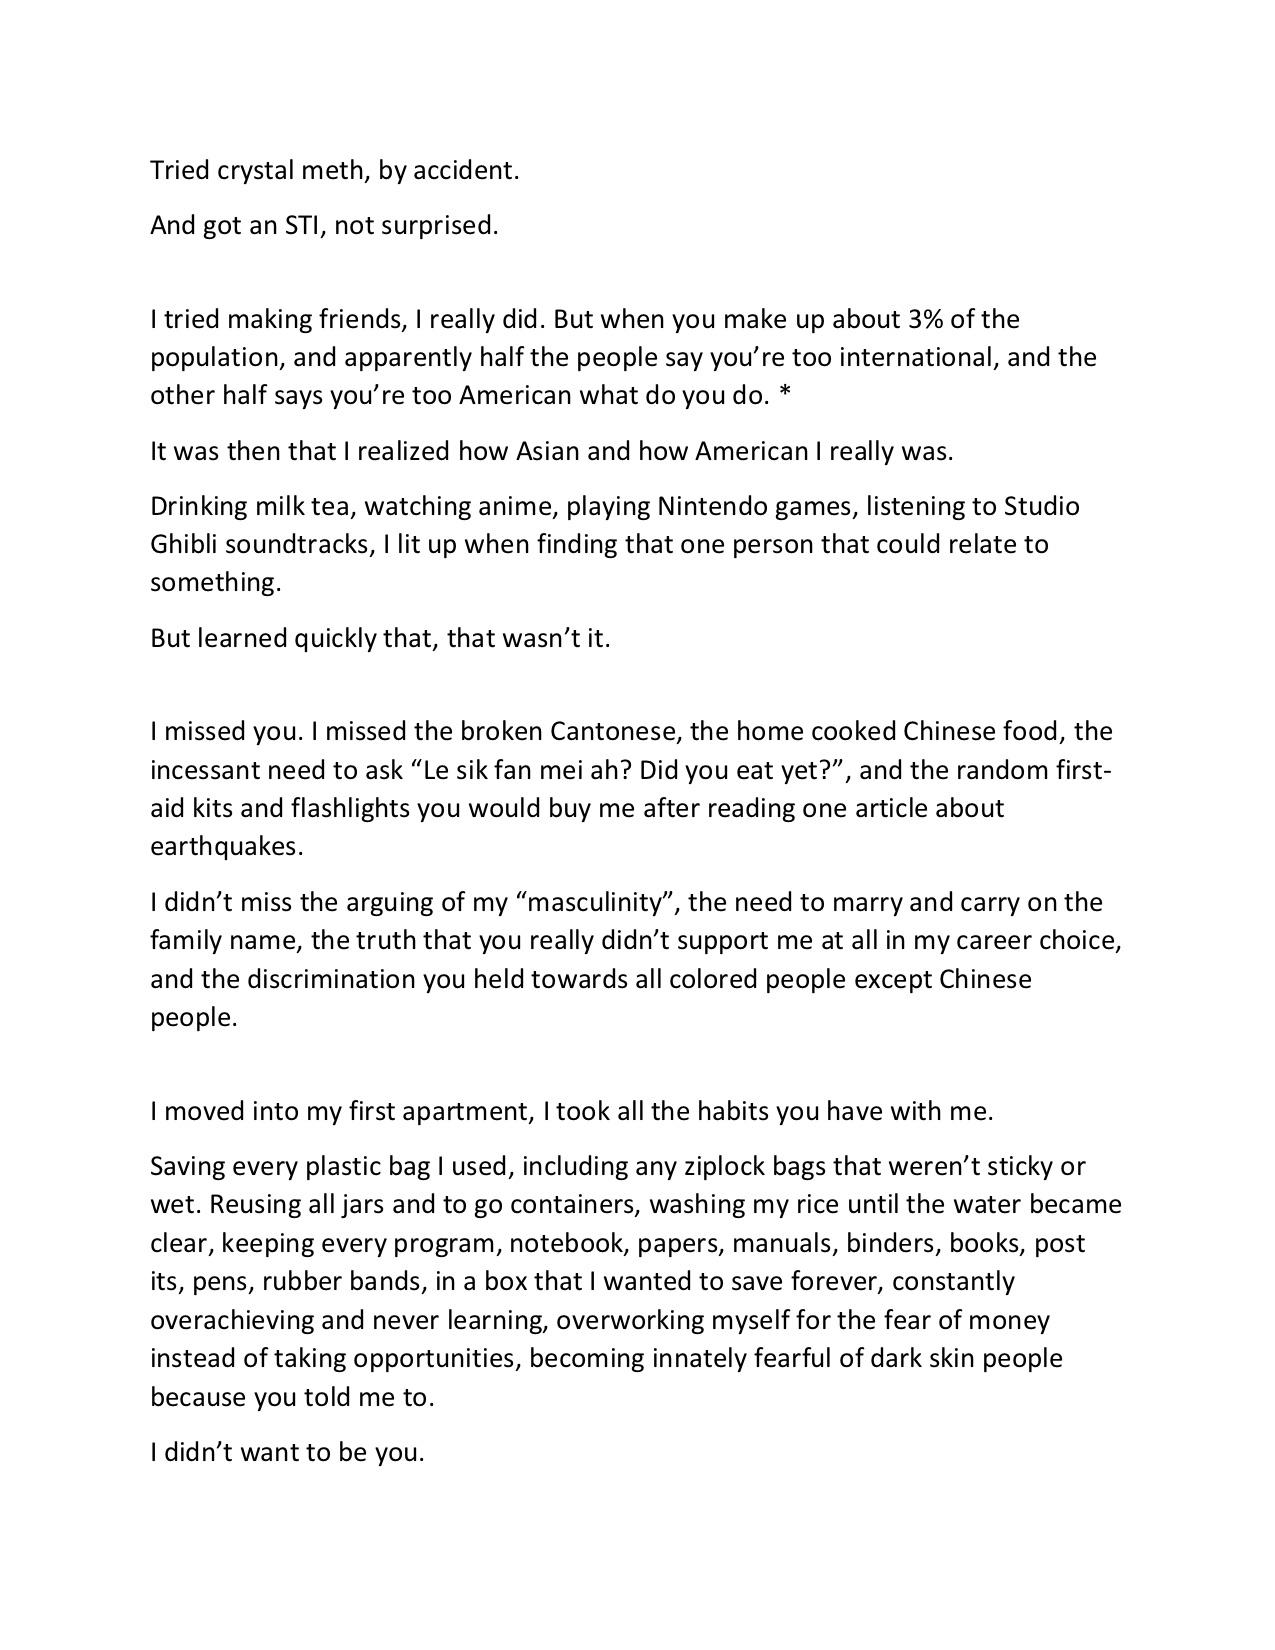 Tried crystal meth, by accident.
And got an STI, not surprised.
I tried making friends, I really did. But when you make up about 3% of the
population, and apparently half the people say you’re too international, and the
other half says you’re too American what do you do. *
It was then that I realized how Asian and how American I really was.
Drinking milk tea, watching anime, playing Nintendo games, listening to Studio
Ghibli soundtracks, I lit up when finding that one person that could relate to
something.
But learned quickly that, that wasn’t it.
I missed you. I missed the broken Cantonese, the home cooked Chinese food, the
incessant need to ask “Le sik fan mei ah? Did you eat yet?”, and the random first-
aid kits and flashlights you would buy me after reading one article about
earthquakes.
I didn’t miss the arguing of my “masculinity”, the need to marry and carry on the
family name, the truth that you really didn’t support me at all in my career choice,
and the discrimination you held towards all colored people except Chinese
people.
I moved into my first apartment, I took all the habits you have with me.
Saving every plastic bag I used, including any ziplock bags that weren’t sticky or
wet. Reusing all jars and to go containers, washing my rice until the water became
clear, keeping every program, notebook, papers, manuals, binders, books, post
its, pens, rubber bands, in a box that I wanted to save forever, constantly
overachieving and never learning, overworking myself for the fear of money
instead of taking opportunities, becoming innately fearful of dark skin people
because you told me to.
I didn’t want to be you.